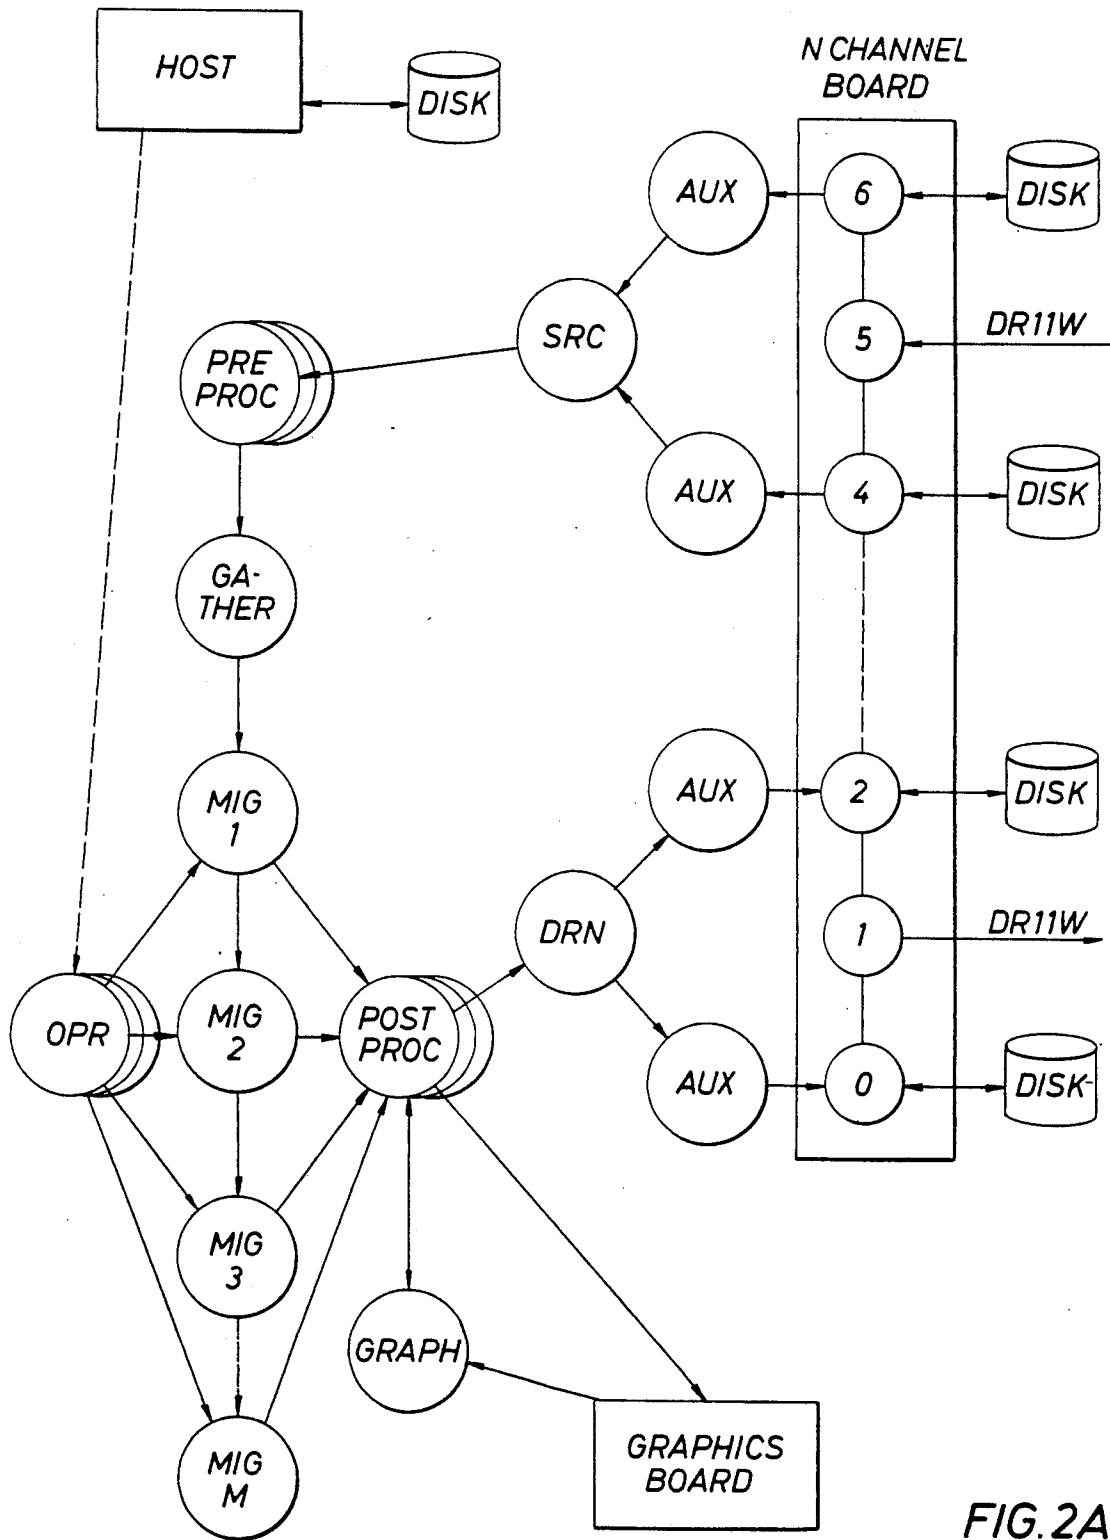 HOST
DISK
N CHANNEL
BOARD
AUX
6
DISK
SRC
5
DR11W
PRE
PROC
AUX
4
DISK
GA-
THER
MIG
1
AUX
2
DISK
DRN
1
DR11W
OPR
MIG
2
POST
PROC
AUX
0
DISK
MIG
3
GRAPH
GRAPHICS
BOARD
MIG
M
FIG.2A